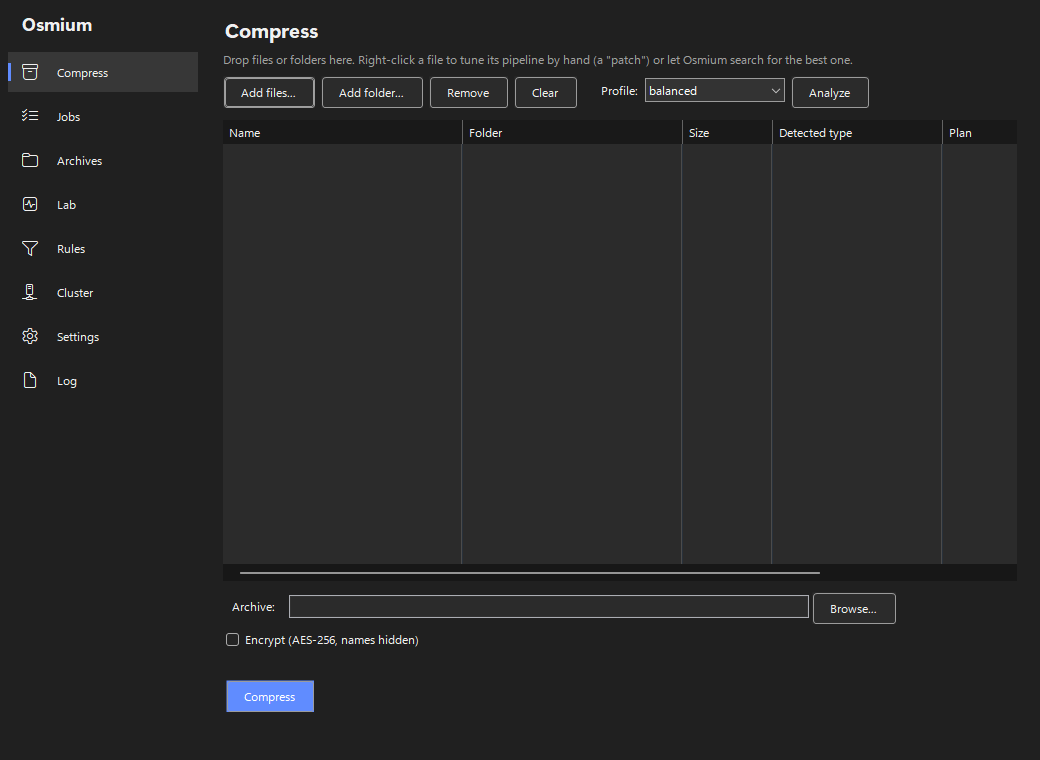 Osmium
Compress
Jobs
Archives
Lab
Rules
Cluster
Settings
Log
Compress
Drop files or folders here. Right-click a file to tune its pipeline by hand (a "patch") or let Osmium search for the best one.
Add files... Add folder... Remove Clear Profile: balanced Analyze
Name Folder Size Detected type Plan
Archive: Browse...
Encrypt (AES-256, names hidden)
Compress